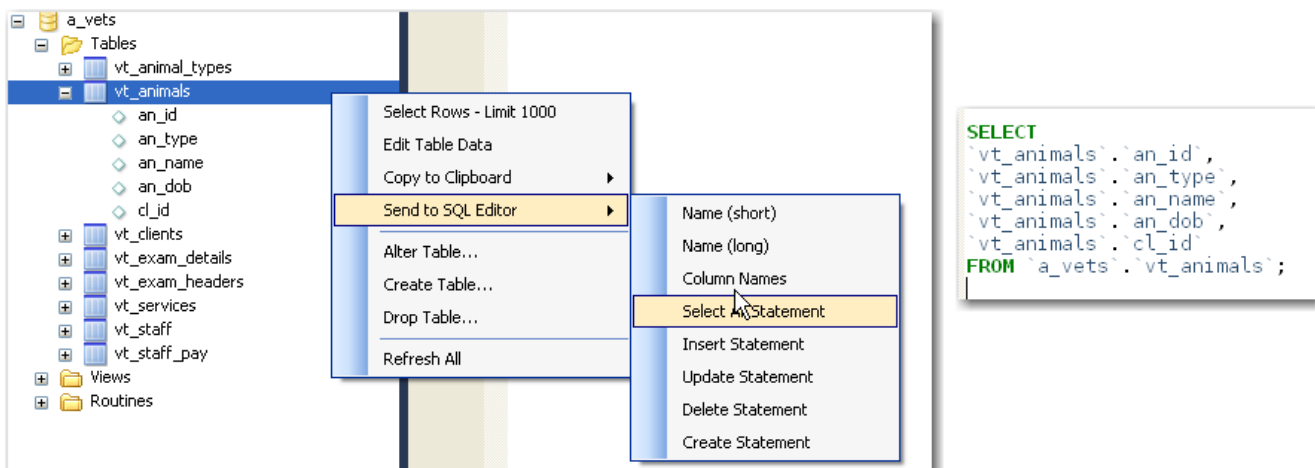 a_vets
Tables
vt_animal_types
vt_animals
an_id
an_type
an_name
an_dob
cl_id
vt_clients
vt_exam_details
vt_exam_headers
vt_services
vt_staff
vt_staff_pay
Views
Routines
Select Rows - Limit 1000
Edit Table Data
Copy to Clipboard
Send to SQL Editor
Alter Table...
Create Table...
Drop Table...
Refresh All
Name (short)
Name (long)
Column Names
Select All Statement
Insert Statement
Update Statement
Delete Statement
Create Statement
SELECT
`vt_animals`.`an_id`,
`vt_animals`.`an_type`,
`vt_animals`.`an_name`,
`vt_animals`.`an_dob`,
`vt_animals`.`cl_id`
FROM `a_vets`.`vt_animals`;